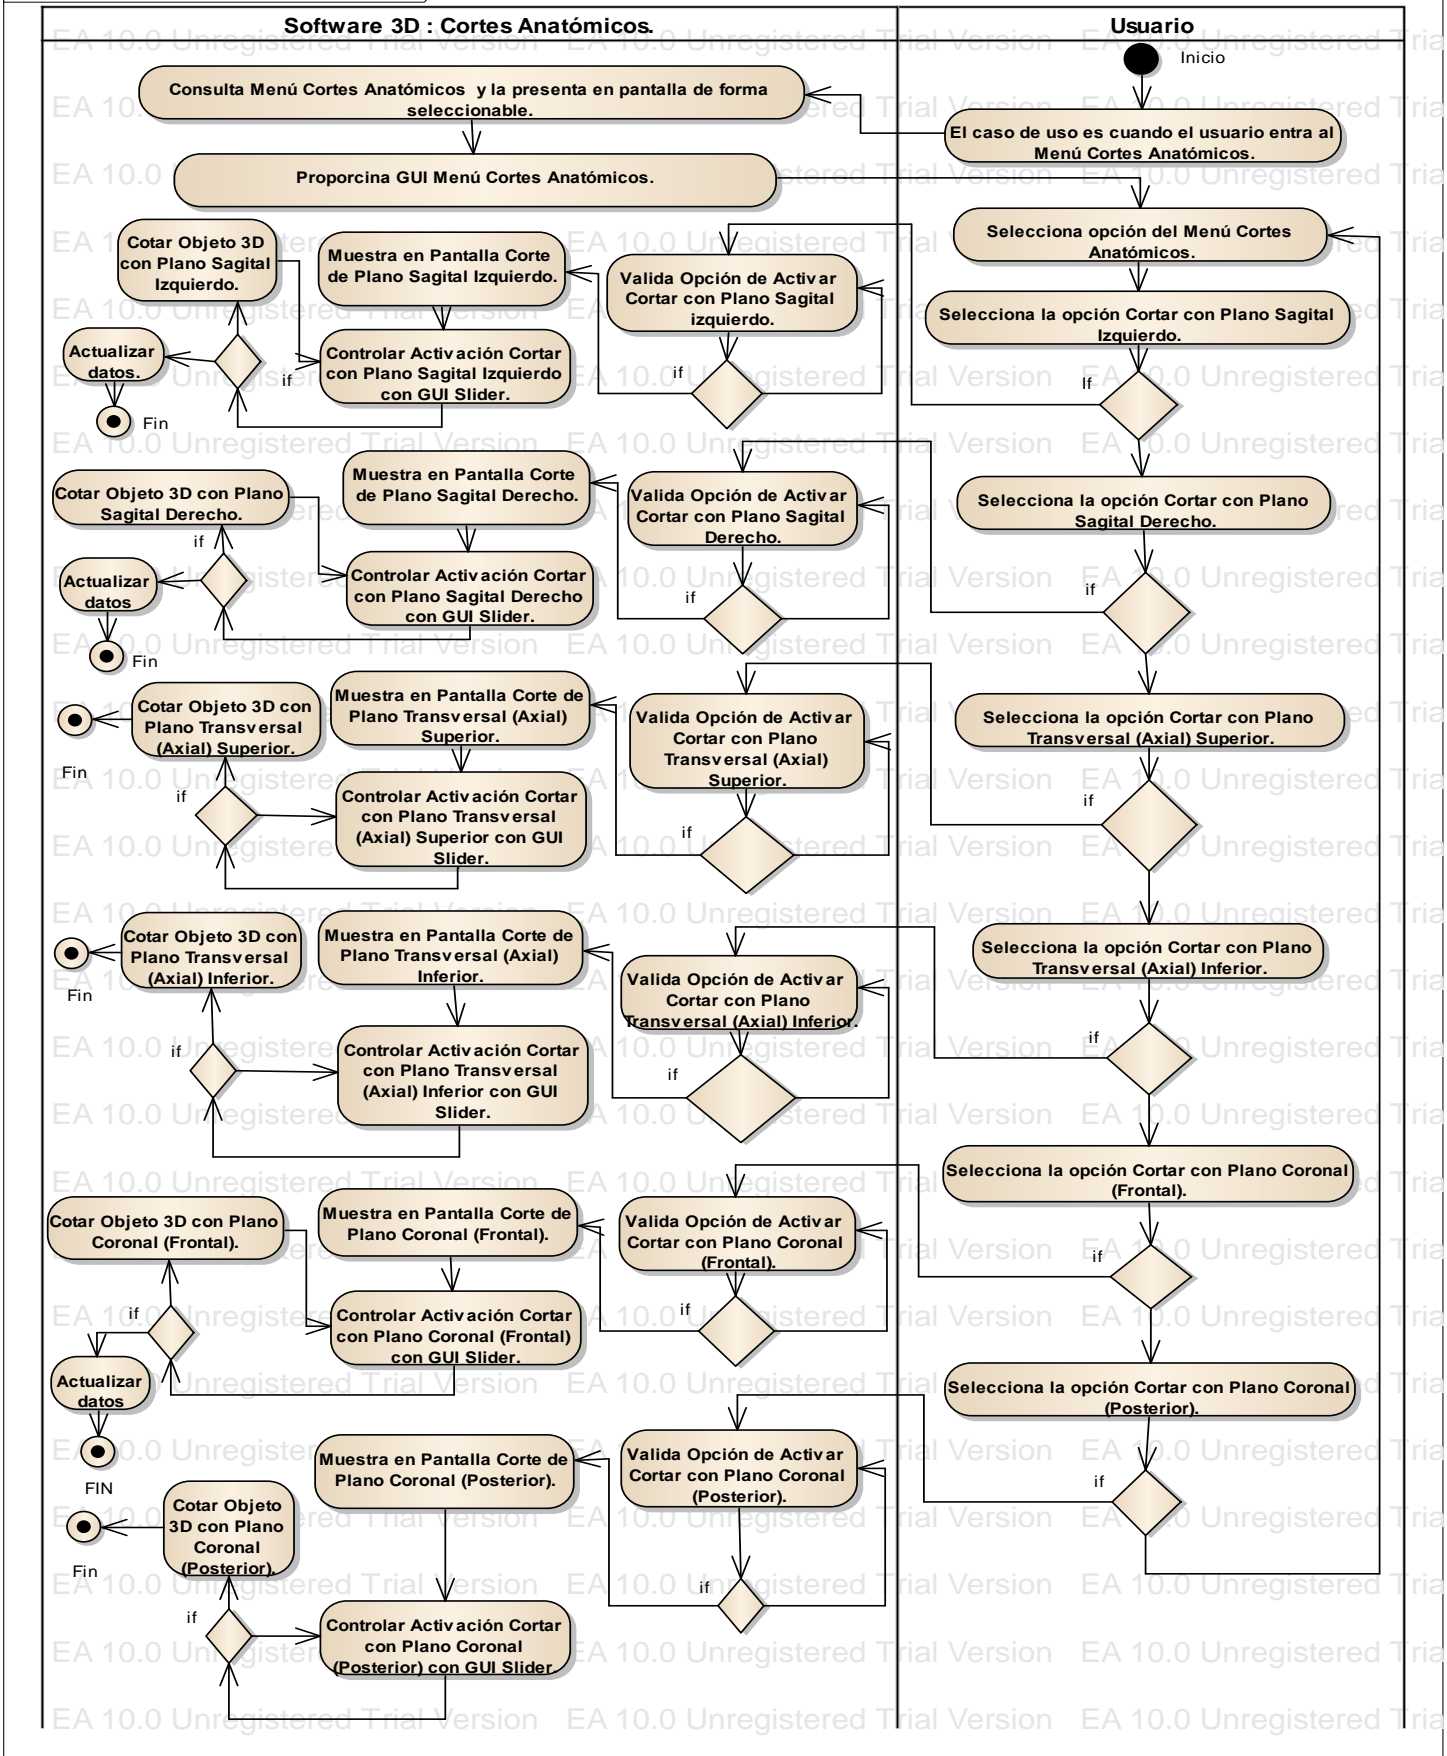 Software 3D : Cortes Anatómicos.
Usuario
Inicio
El caso de uso es cuando el usuario entra al
Menú Cortes Anatómicos.
Consulta Menú Cortes Anatómicos y la presenta en pantalla de forma
seleccionable.
Proporcina GUI Menú Cortes Anatómicos.
Selecciona opción del Menú Cortes
Anatómicos.
Selecciona la opción Cortar con Plano Sagital
Izquierdo.
If
Valida Opción de Activar
Cortar con Plano Sagital
izquierdo.
if
Muestra en Pantalla Corte
de Plano Sagital Izquierdo.
Controlar Activación Cortar
con Plano Sagital Izquierdo
con GUI Slider.
Cotar Objeto 3D
con Plano Sagital
Izquierdo.
if
Actualizar
datos.
Fin
Selecciona la opción Cortar con Plano
Sagital Derecho.
if
Valida Opción de Activar
Cortar con Plano Sagital
Derecho.
if
Muestra en Pantalla Corte
de Plano Sagital Derecho.
Controlar Activación Cortar
con Plano Sagital Derecho
con GUI Slider.
Cotar Objeto 3D con Plano
Sagital Derecho.
if
Actualizar
datos
Fin
Selecciona la opción Cortar con Plano
Transversal (Axial) Superior.
if
Valida Opción de Activar
Cortar con Plano
Transversal (Axial)
Superior.
if
Muestra en Pantalla Corte de
Plano Transversal (Axial)
Superior.
Controlar Activación Cortar
con Plano Transversal
(Axial) Superior con GUI
Slider.
Cotar Objeto 3D con
Plano Transversal
(Axial) Superior.
if
Fin
Selecciona la opción Cortar con Plano
Transversal (Axial) Inferior.
if
Valida Opción de Activar
Cortar con Plano
Transversal (Axial) Inferior.
if
Muestra en Pantalla Corte de
Plano Transversal (Axial)
Inferior.
Controlar Activación Cortar
con Plano Transversal
(Axial) Inferior con GUI
Slider.
Cotar Objeto 3D con
Plano Transversal
(Axial) Inferior.
if
Fin
Selecciona la opción Cortar con Plano Coronal
(Frontal).
if
Valida Opción de Activar
Cortar con Plano Coronal
(Frontal).
if
Muestra en Pantalla Corte de
Plano Coronal (Frontal).
Controlar Activación Cortar
con Plano Coronal (Frontal)
con GUI Slider.
Cotar Objeto 3D con Plano
Coronal (Frontal).
if
Actualizar
datos
FIN
Selecciona la opción Cortar con Plano Coronal
(Posterior).
if
Valida Opción de Activar
Cortar con Plano Coronal
(Posterior).
if
Muestra en Pantalla Corte de
Plano Coronal (Posterior).
Controlar Activación Cortar
con Plano Coronal
(Posterior) con GUI Slider.
Cotar Objeto
3D con Plano
Coronal
(Posterior).
if
Fin
EA 10.0 Unregistered Trial Version